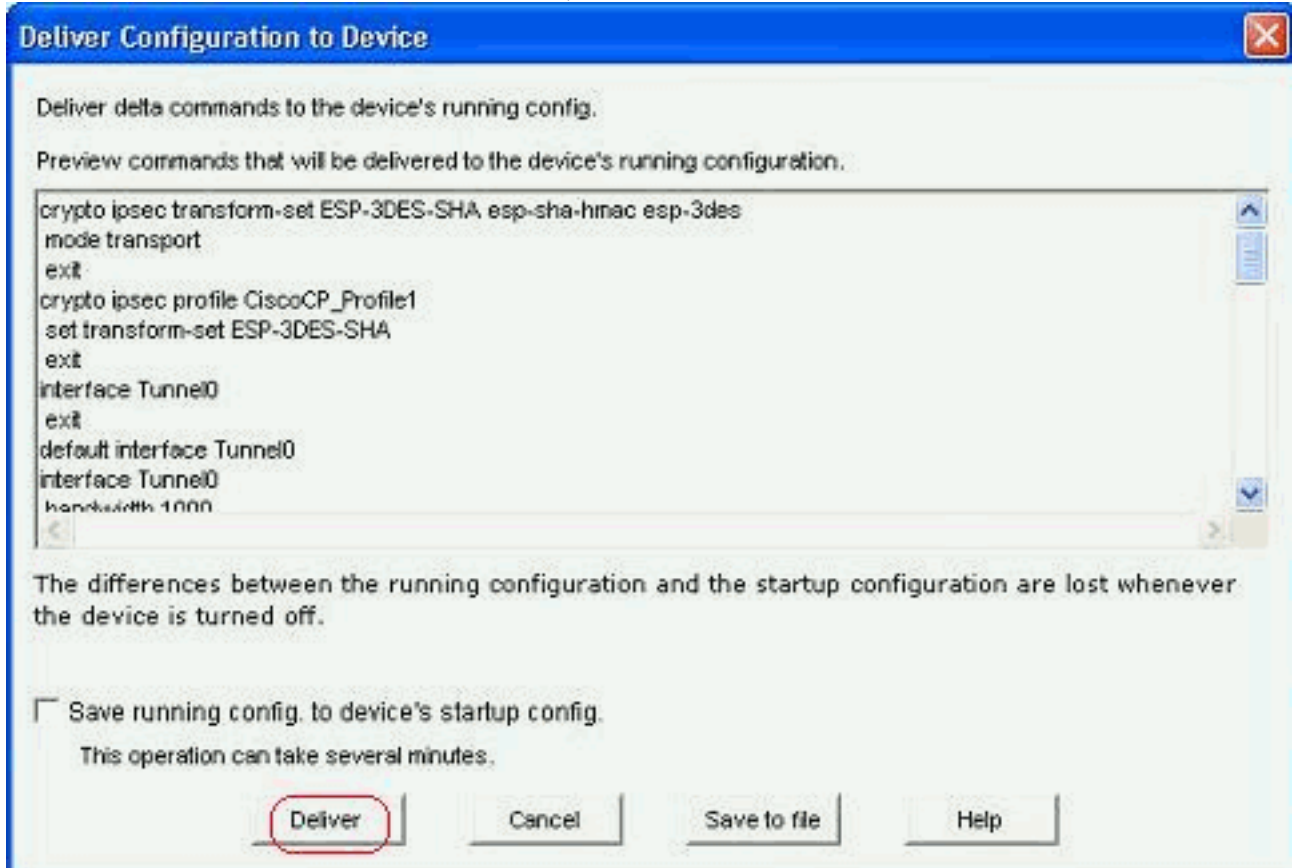 Deliver Configuration to Device
Deliver delta commands to the device's running config.
Preview commands that will be delivered to the device's running configuration.
crypto ipsec transform-set ESP-3DES-SHA esp-sha-hmac esp-3des
mode transport
exit
crypto ipsec profile CiscoCP_Profile1
set transform-set ESP-3DES-SHA
exit
interface Tunnel0
exit
default interface Tunnel0
interface Tunnel0
bandwidth 1000
The differences between the running configuration and the startup configuration are lost whenever
the device is turned off.
Save running config. to device's startup config.
This operation can take several minutes.
Deliver Cancel Save to file Help